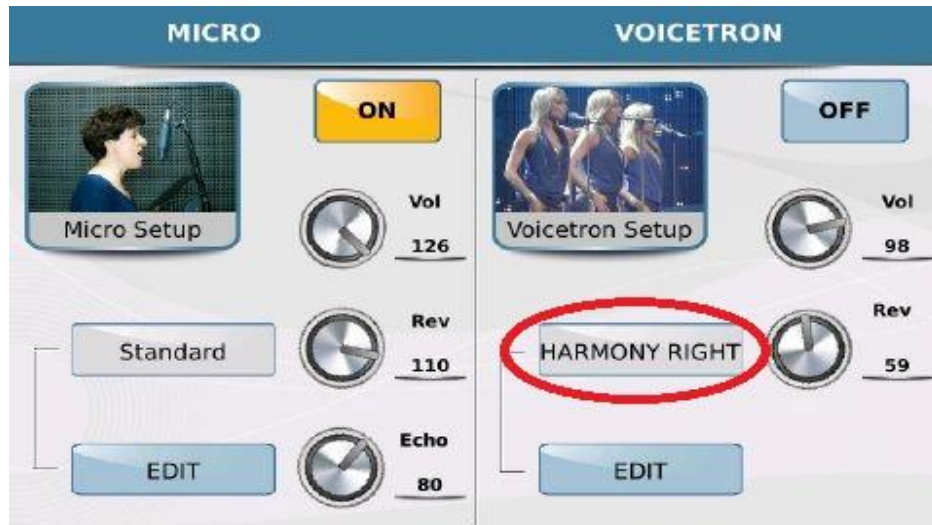 MICRO
ON
Micro Setup
Vol
126
Standard
Rev
110
EDIT
Echo
80
VOICETRON
OFF
Voicetron Setup
Vol
98
HARMONY RIGHT
Rev
59
EDIT